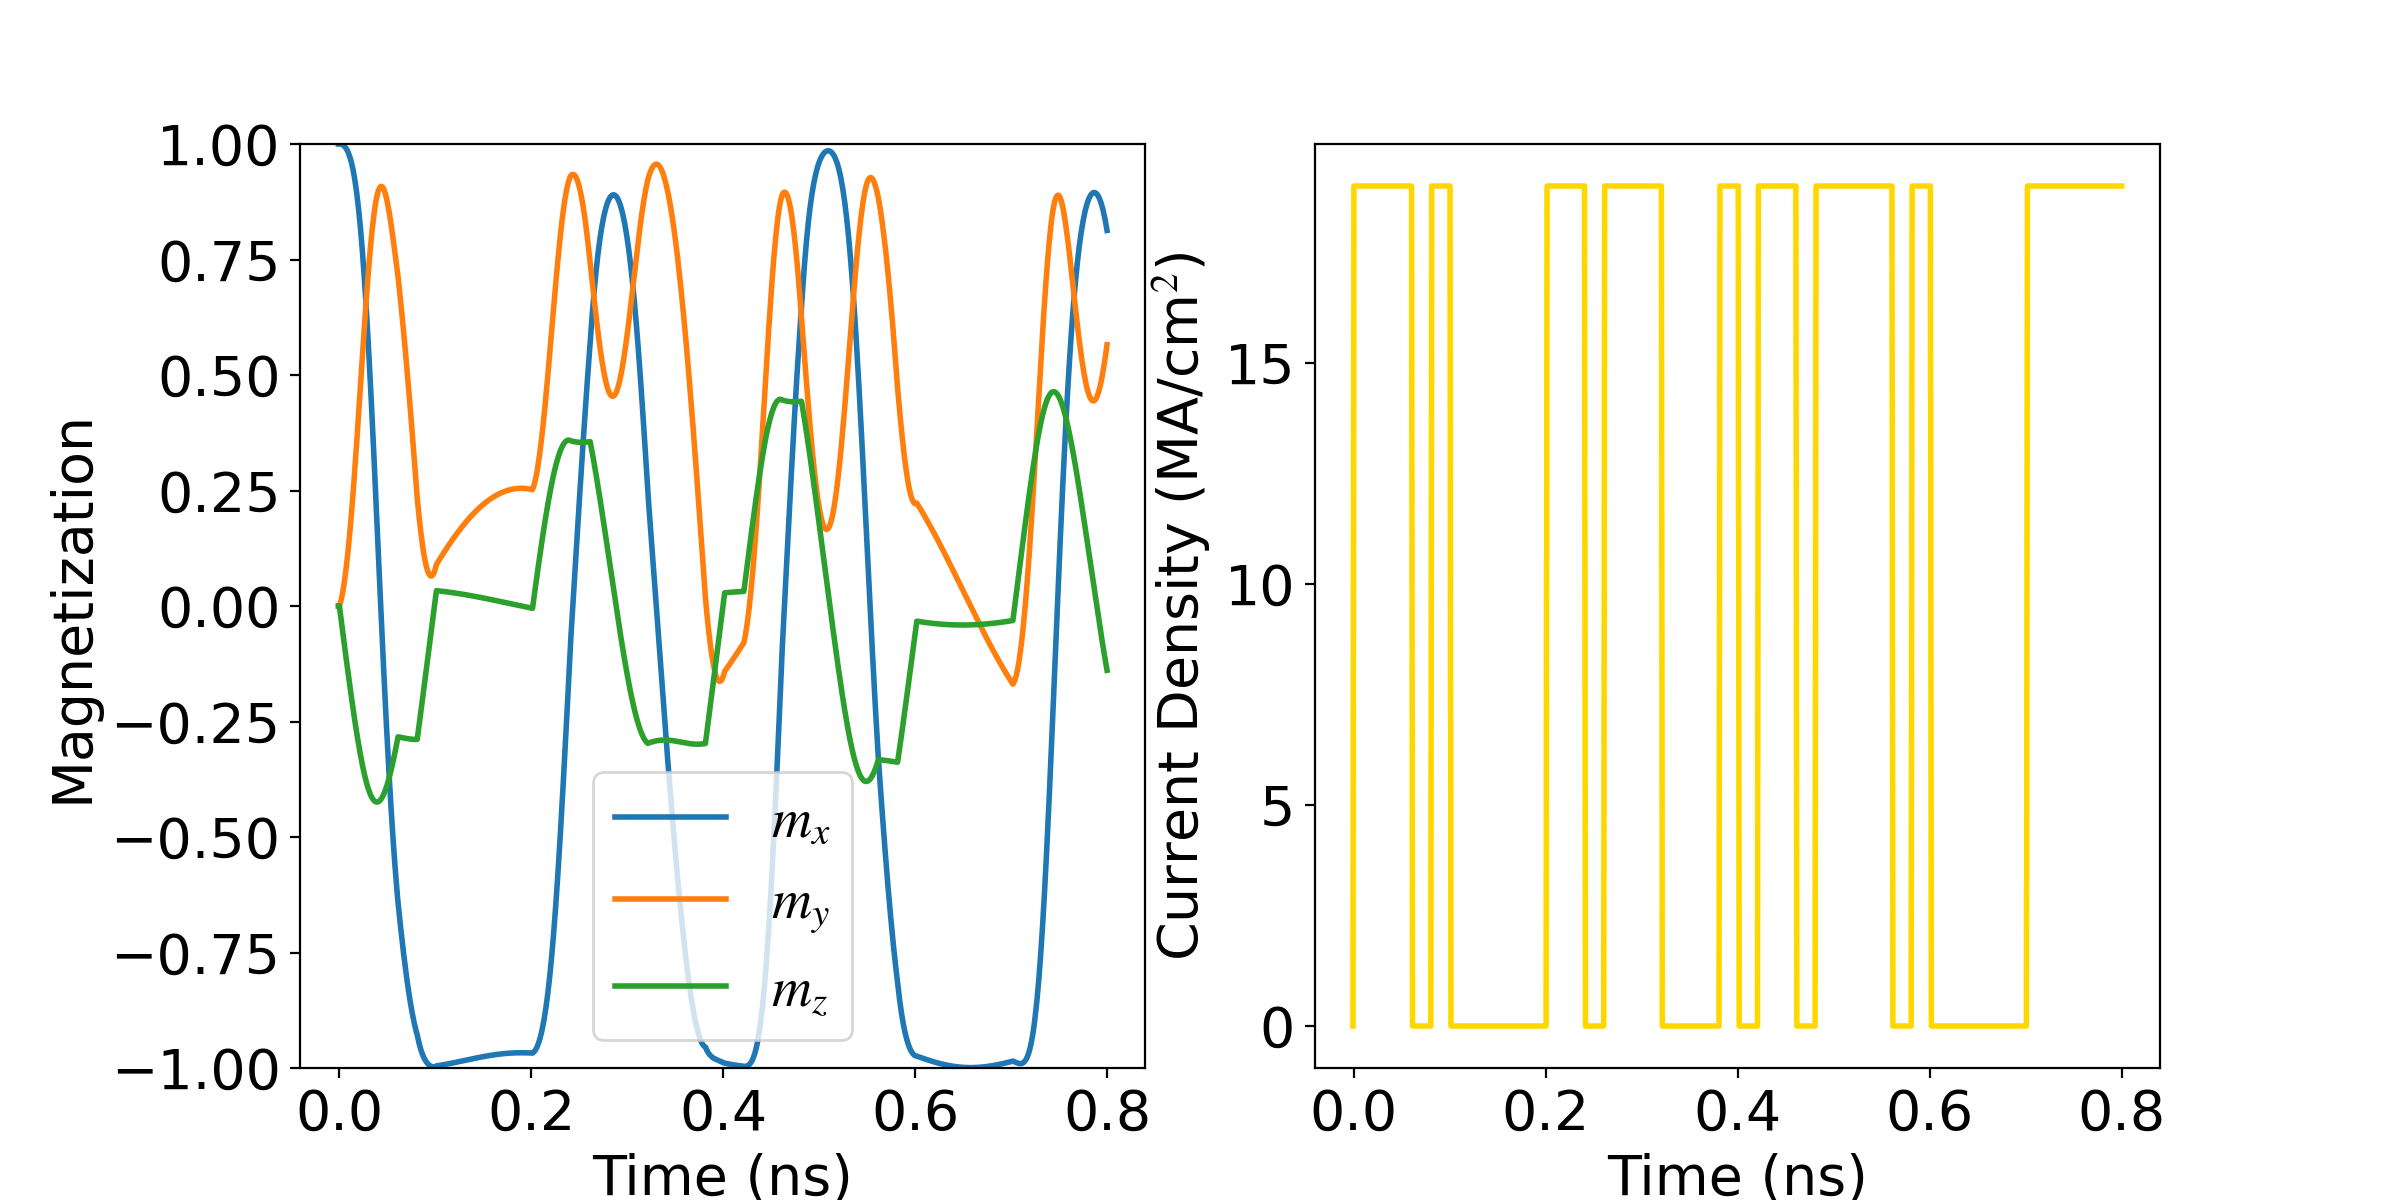 Magnetization
1.00
0.75
0.50
0.25
0.00
−0.25
−0.50
−0.75
−1.00
m_x
m_y
m_z
0.0 0.2 0.4 0.6 0.8
Time (ns)
Current Density (MA/cm²)
15
10
5
0
0.0 0.2 0.4 0.6 0.8
Time (ns)